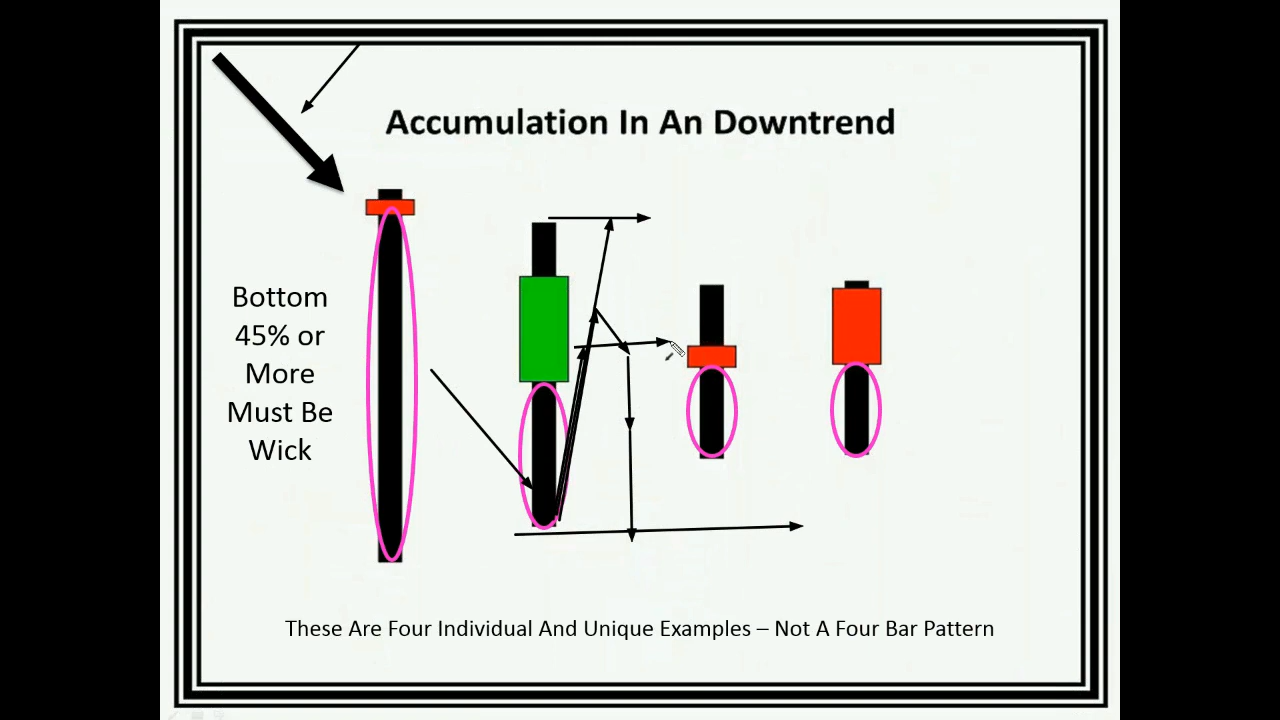 Accumulation In An Downtrend
Bottom
45% or
More
Must Be
Wick
These Are Four Individual And Unique Examples – Not A Four Bar Pattern